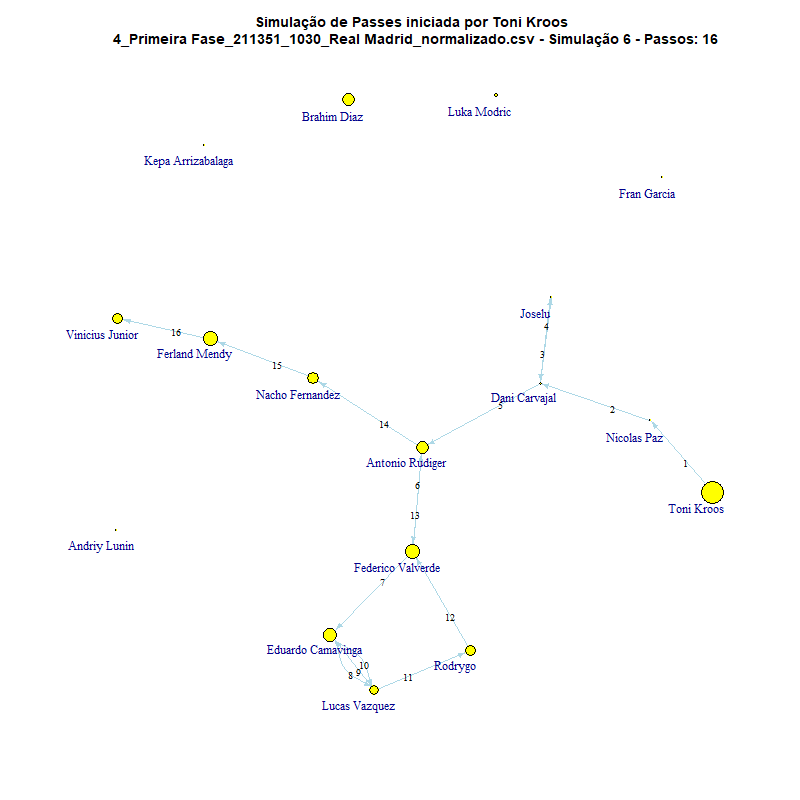 Simulação de Passes iniciada por Toni Kroos
4_Primeira Fase_211351_1030_Real Madrid_normalizado.csv - Simulação 6 - Passos: 16
Brahim Diaz
Luka Modric
Kepa Arrizabalaga
Fran Garcia
Joselu
4
16
Vinicius Junior
3
Ferland Mendy
15
Nacho Fernandez
Dani Carvajal
5
2
14
Nicolas Paz
Antonio Rudiger
1
6
Toni Kroos
13
Andriy Lunin
Federico Valverde
7
12
Eduardo Camavinga
10
Rodrygo
9
8
11
Lucas Vazquez